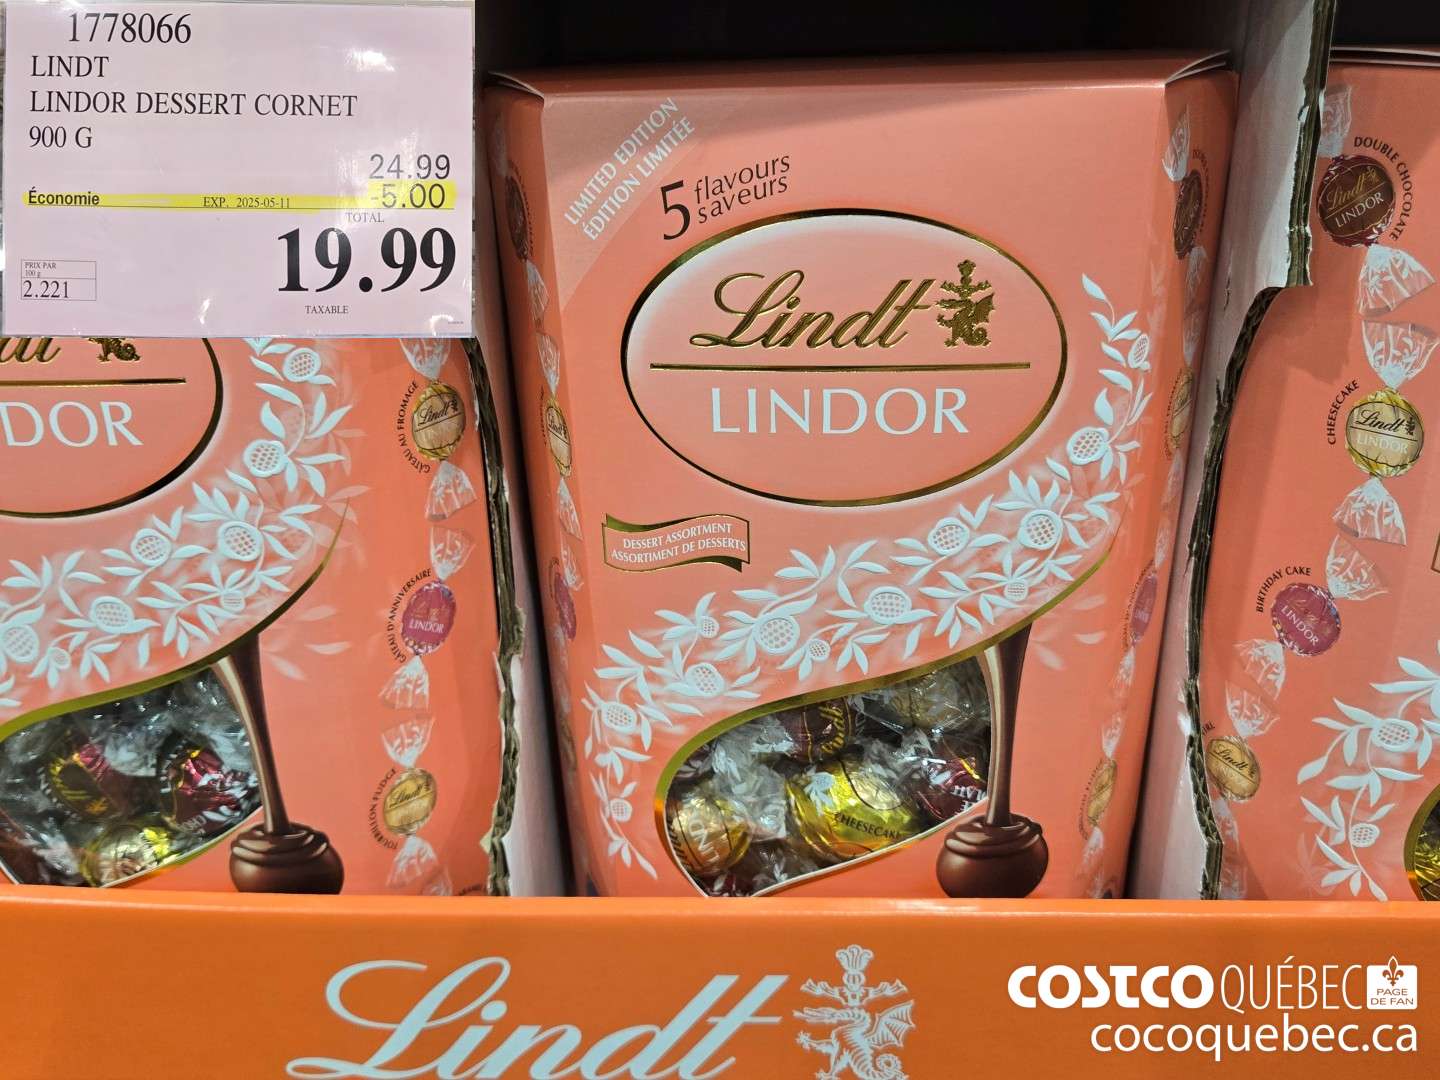 1778066
LINDT
LINDOR DESSERT CORNET
900 G
24.99
Économie EXP. 2025-05-11 -5.00
TOTAL
19.99
PRIX PAR
100 g
2.221
TAXABLE
LIMITED EDITION
ÉDITION LIMITÉE
5 flavours
saveurs
Lindt
LINDOR
DESSERT ASSORTMENT
ASSORTIMENT DE DESSERTS
CHEESECAKE
DOR
Lindt
GÂTEAU AU FROMAGE
LINDOR
GÂTEAU D'ANNIVERSAIRE
Lindt
TOURBILLON FUDGE
DOUBLE CHOCOLATE
Lindt
LINDOR
CHEESECAKE
Lindt
LINDOR
BIRTHDAY CAKE
LINDOR
Lindt
Lindt
COSTCO QUÉBEC PAGE
DE FAN
cocoquebec.ca